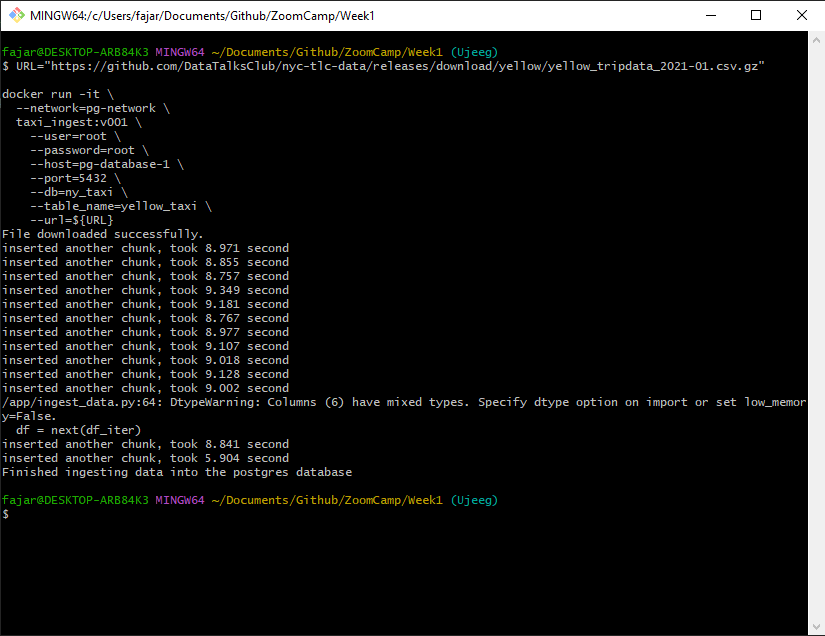 MINGW64:/c/Users/fajar/Documents/Github/ZoomCamp/Week1
fajar@DESKTOP-ARB84K3 MINGW64 ~/Documents/Github/ZoomCamp/Week1 (Ujeeg)
$ URL="https://github.com/DataTalksClub/nyc-tlc-data/releases/download/yellow/yellow_tripdata_2021-01.csv.gz"
docker run -it \
--network=pg-network \
taxi_ingest:v001 \
--user=root \
--password=root \
--host=pg-database-1 \
--port=5432 \
--db=ny_taxi \
--table_name=yellow_taxi \
--url=${URL}
File downloaded successfully.
inserted another chunk, took 8.971 second
inserted another chunk, took 8.855 second
inserted another chunk, took 8.757 second
inserted another chunk, took 9.349 second
inserted another chunk, took 9.181 second
inserted another chunk, took 8.767 second
inserted another chunk, took 8.977 second
inserted another chunk, took 9.107 second
inserted another chunk, took 9.018 second
inserted another chunk, took 9.128 second
inserted another chunk, took 9.002 second
/app/ingest_data.py:64: DtypeWarning: Columns (6) have mixed types. Specify dtype option on import or set low_memor
y=False.
df = next(df_iter)
inserted another chunk, took 8.841 second
inserted another chunk, took 5.904 second
Finished ingesting data into the postgres database
fajar@DESKTOP-ARB84K3 MINGW64 ~/Documents/Github/ZoomCamp/Week1 (Ujeeg)
$